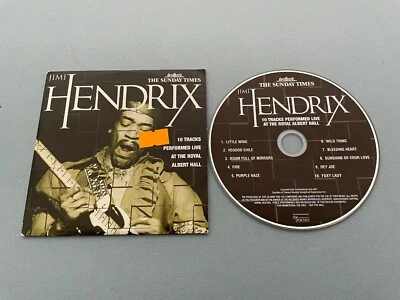 THE SUNDAY TIMES
JIMI
HENDRIX
10 TRACKS
PERFORMED LIVE
AT THE ROYAL
ALBERT HALL
THE SUNDAY TIMES
JIMI
HENDRIX
10 TRACKS PERFORMED LIVE
AT THE ROYAL ALBERT HALL
1. LITTLE WING
2. VOODOO CHILE
3. ROOM FULL OF MIRRORS
4. FIRE
5. PURPLE HAZE
6. WILD THING
7. BLEEDING HEART
8. SUNSHINE OF YOUR LOVE
9. HEY JOE
10. FOXY LADY